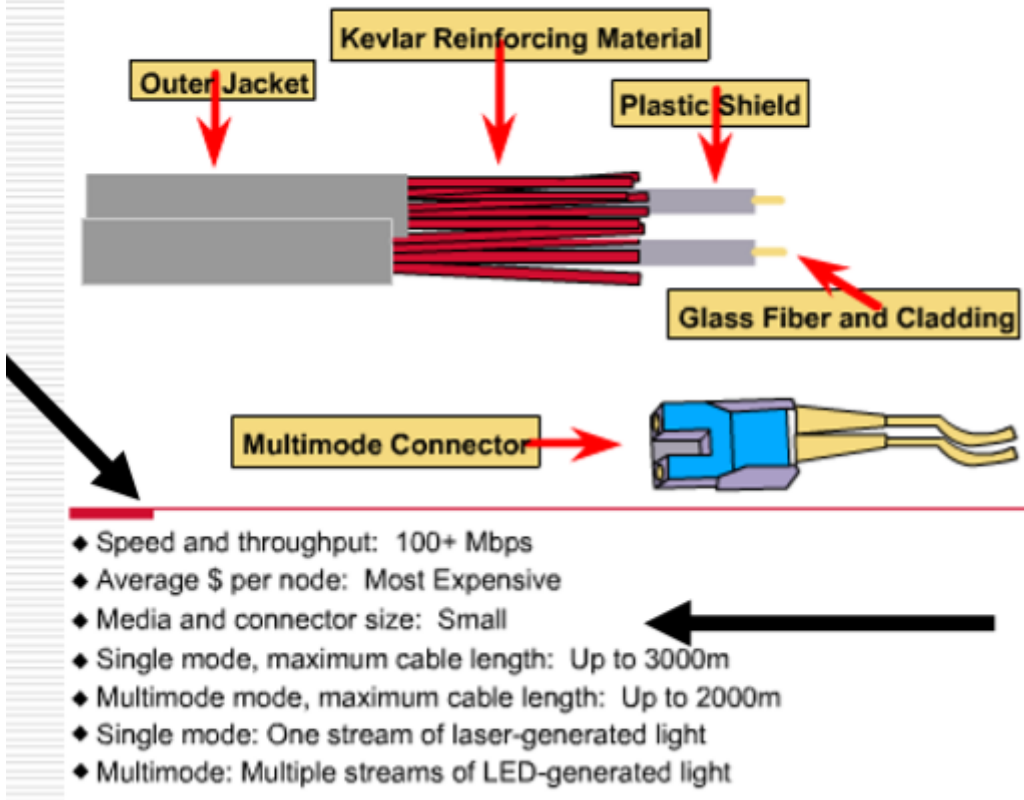 Kevlar Reinforcing Material
Outer Jacket
Plastic Shield
Glass Fiber and Cladding
Multimode Connector
◆ Speed and throughput: 100+ Mbps
◆ Average $ per node: Most Expensive
◆ Media and connector size: Small
◆ Single mode, maximum cable length: Up to 3000m
◆ Multimode mode, maximum cable length: Up to 2000m
◆ Single mode: One stream of laser-generated light
◆ Multimode: Multiple streams of LED-generated light